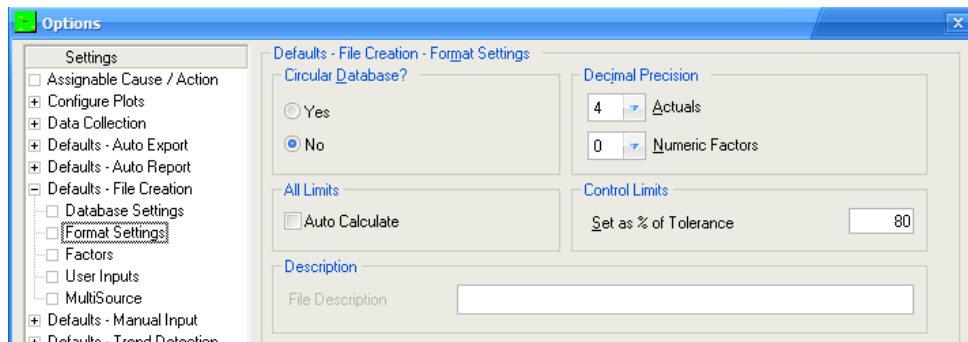 Options
Settings
Assignable Cause / Action
Configure Plots
Data Collection
Defaults - Auto Export
Defaults - Auto Report
Defaults - File Creation
Database Settings
Format Settings
Factors
User Inputs
MultiSource
Defaults - Manual Input
Defaults - Trend Detection
Defaults - File Creation - Format Settings
Circular Database?
Yes
No
Decimal Precision
4 Actuals
0 Numeric Factors
All Limits
Auto Calculate
Control Limits
Set as % of Tolerance 80
Description
File Description